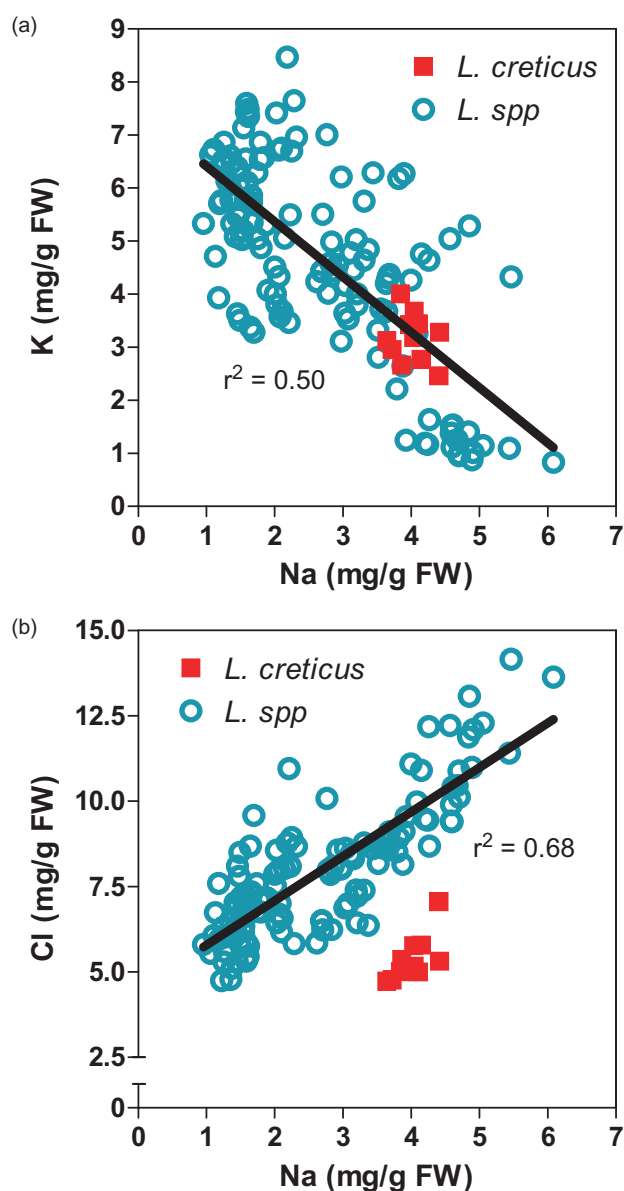 (a)
9
8
7
6
5
4
3
2
1
0
K (mg/g FW)
L. creticus
L. spp
r² = 0.50
0 1 2 3 4 5 6 7
Na (mg/g FW)
(b)
15.0
12.5
10.0
7.5
5.0
2.5
0
Cl (mg/g FW)
L. creticus
L. spp
r² = 0.68
0 1 2 3 4 5 6 7
Na (mg/g FW)